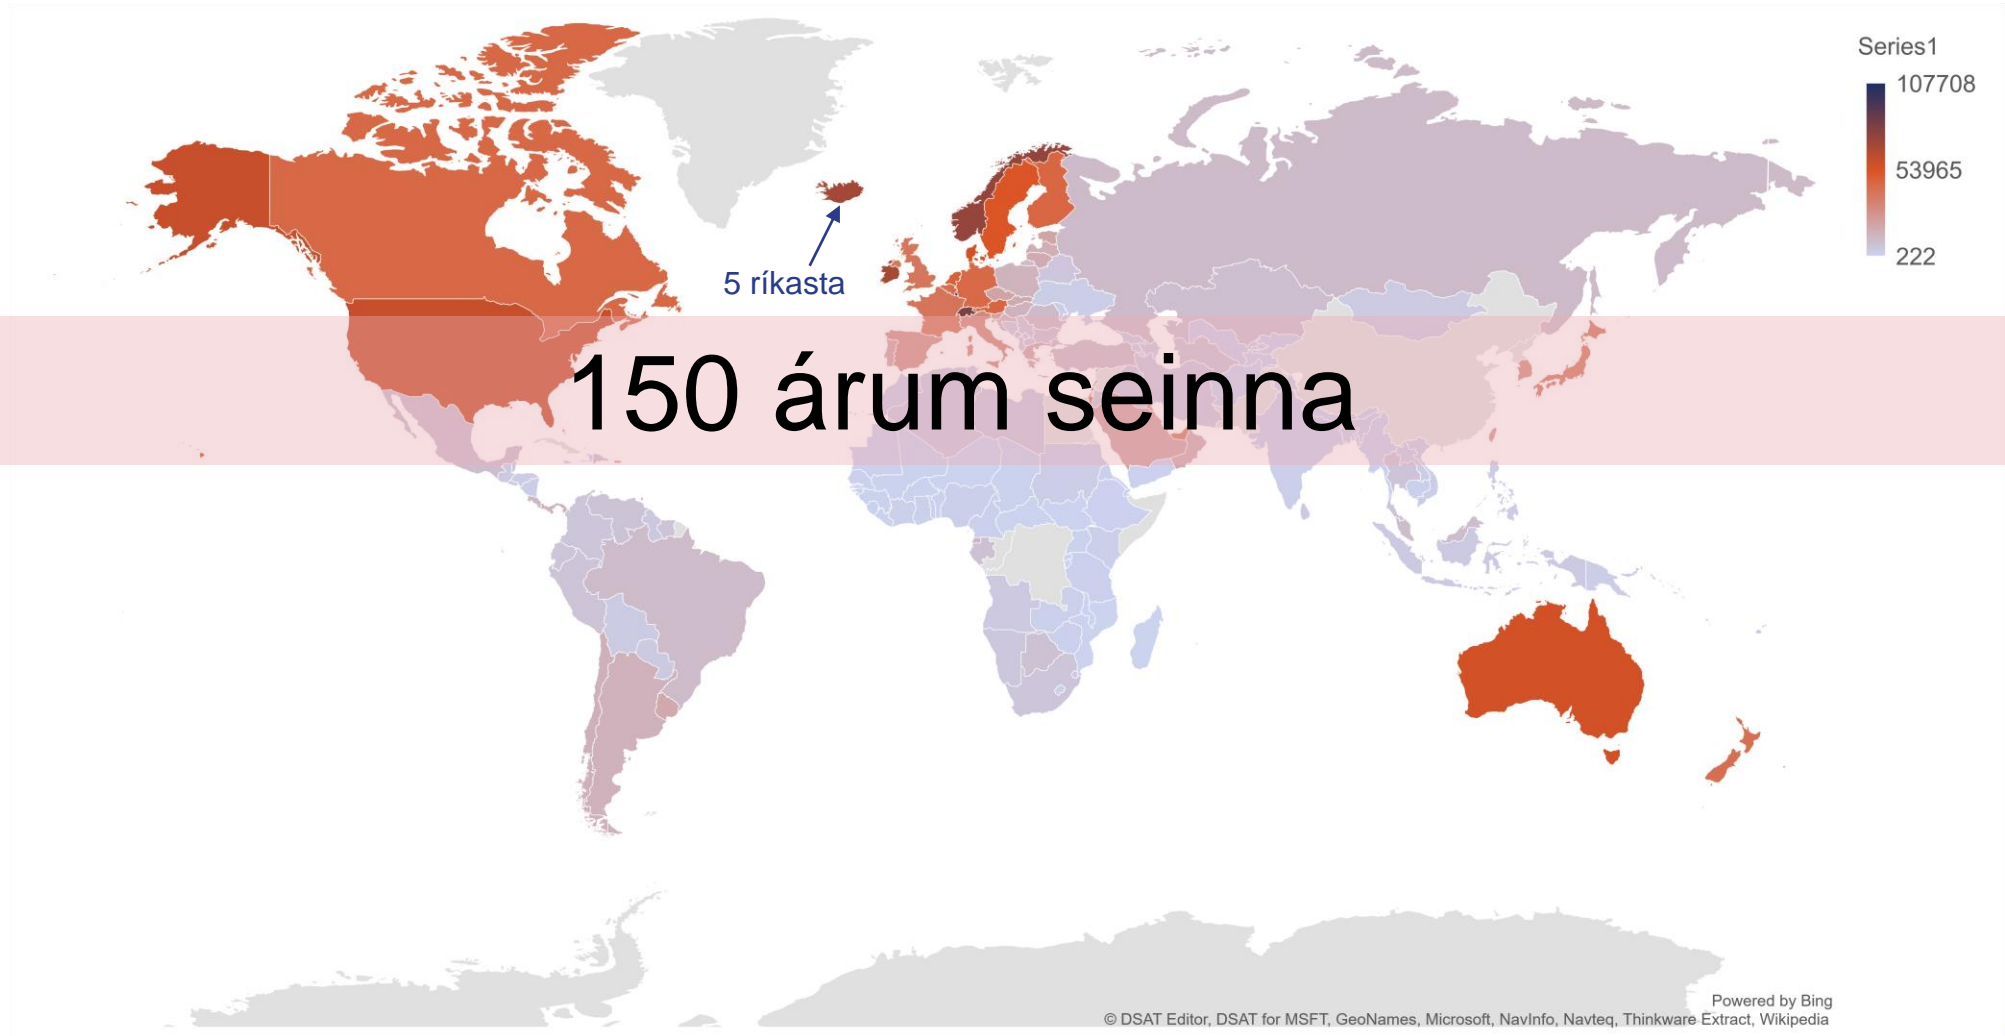 Series1
107708
53965
222
5 ríkasta
150 árum seinna
Powered by Bing
© DSAT Editor, DSAT for MSFT, GeoNames, Microsoft, NavInfo, Navteq, Thinkware Extract, Wikipedia